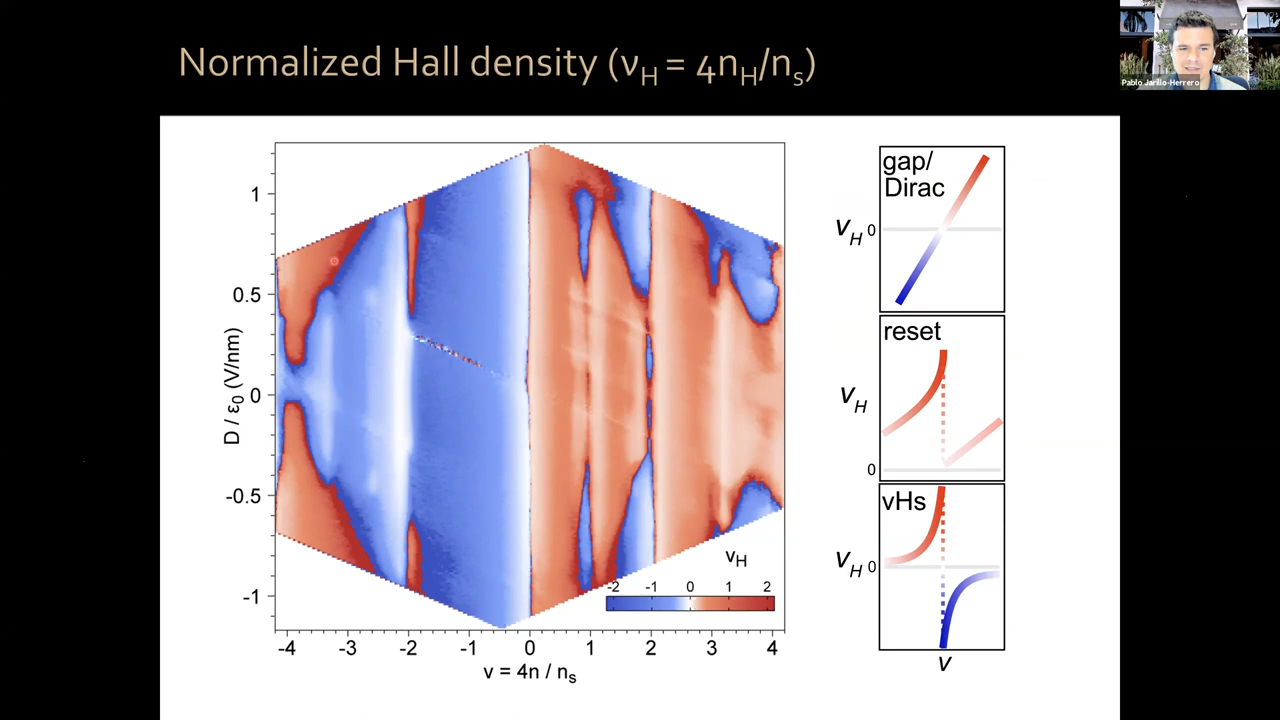 Normalized Hall density (νH = 4nH/ns)
Pablo Jarillo-Herrero
D / ε0 (V/nm)
1
0.5
0
-0.5
-1
-4 -3 -2 -1 0 1 2 3 4
ν = 4n / ns
νH
-2 -1 0 1 2
gap/
Dirac
νH 0
reset
νH
0
vHs
νH 0
ν